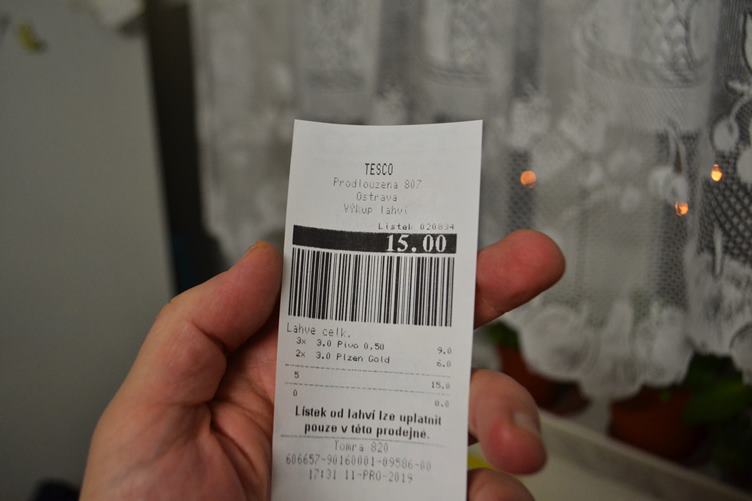 TESCO
Prodlouzena 807
Ostrava
Výkup lahví
Lístek 020834
15.00
Lahve celk.
3x 3.0 Pivo 0,50 9.0
2x 3.0 Plzen Gold 6.0
5 15.0
0 0.0
Lístek od lahví lze uplatnit
pouze v této prodejně.
Tomra 820
606657-90160001-09586-00
17:31 11-PRO-2019